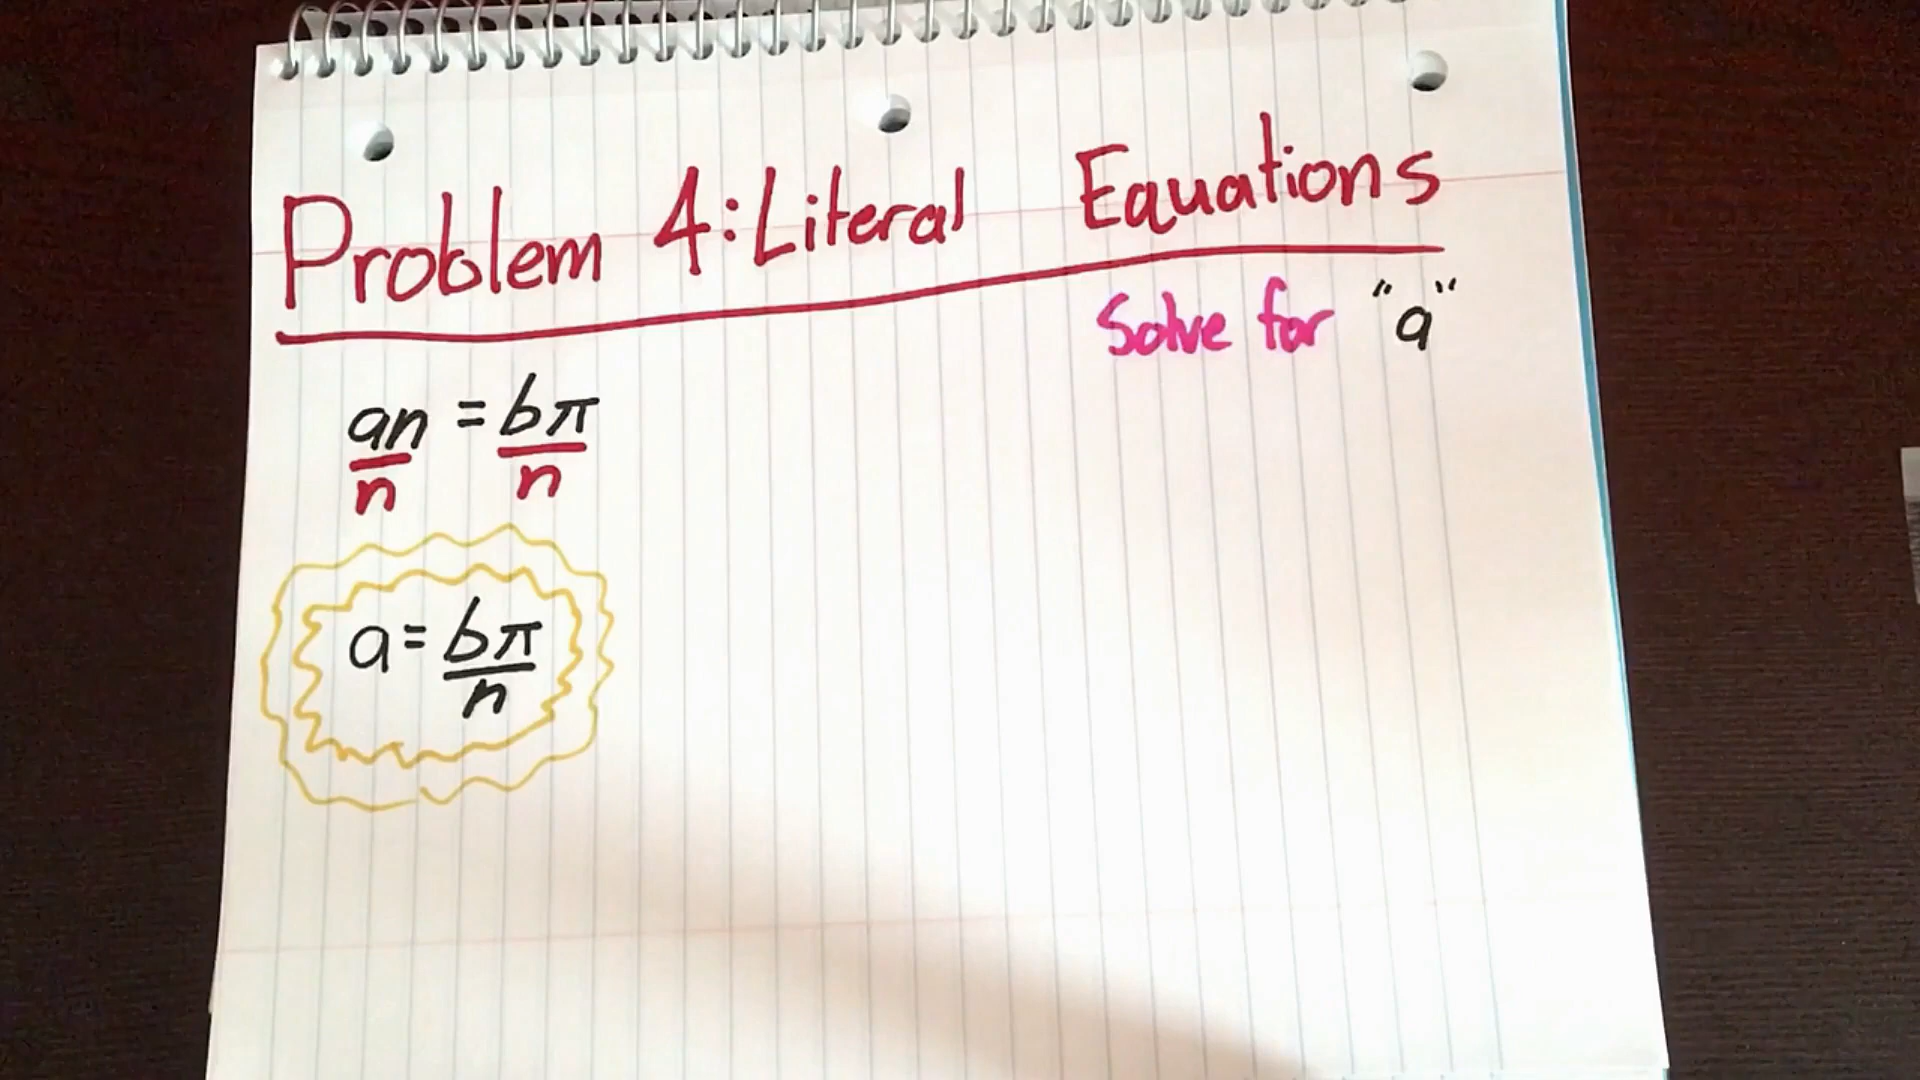 Problem 4: Literal Equations
Solve for "a"
an = bπ
n n
a = bπ
n